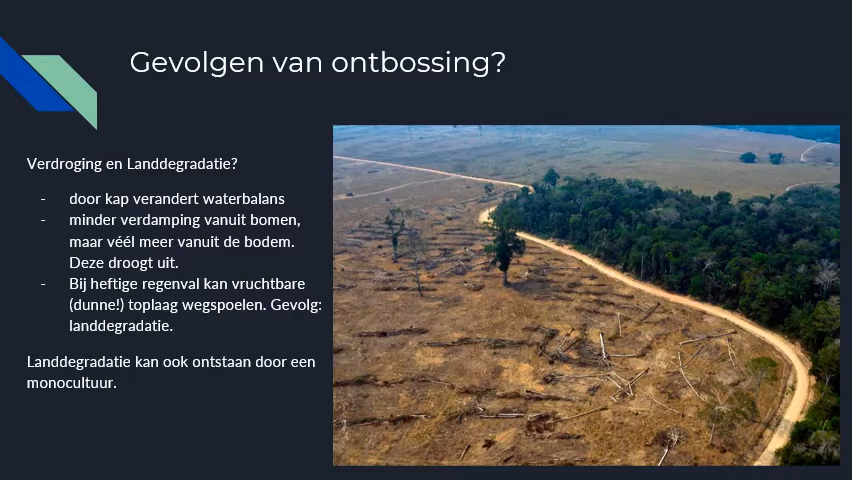 Gevolgen van ontbossing?
Verdroging en Landdegradatie?
- door kap verandert waterbalans
- minder verdamping vanuit bomen,
maar véél meer vanuit de bodem.
Deze droogt uit.
- Bij heftige regenval kan vruchtbare
(dunne!) toplaag wegspoelen. Gevolg:
landdegradatie.
Landdegradatie kan ook ontstaan door een
monocultuur.